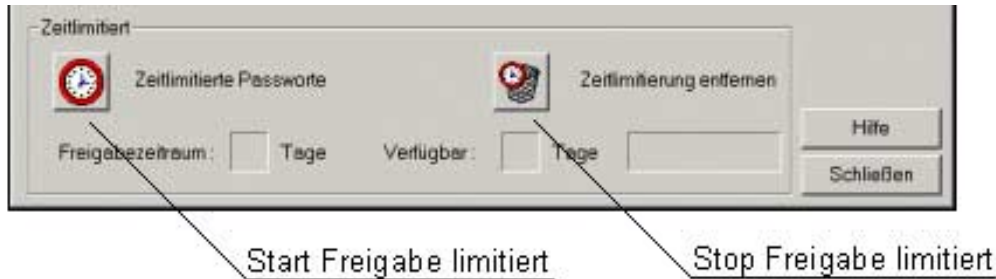 Zeitlimitiert
Zeitlimitierte Passworte Zeitlimitierung entfernen
Freigabezeitraum: Tage Verfügbar: Tage
Hilfe
Schließen
Start Freigabe limitiert Stop Freigabe limitiert